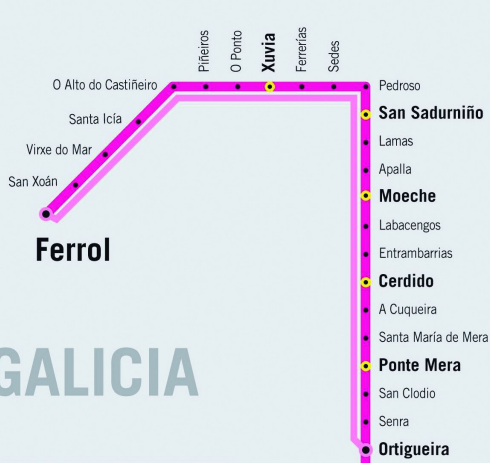 Piñeiros
O Ponto
Xuvia
Ferrerías
Sedes
O Alto do Castiñeiro
Pedroso
San Sadurniño
Santa Icía
Lamas
Virxe do Mar
Apalla
San Xoán
Moeche
Labacengos
Ferrol
Entrambarrias
Cerdido
A Cuqueira
Santa María de Mera
GALICIA
Ponte Mera
San Clodio
Senra
Ortigueira